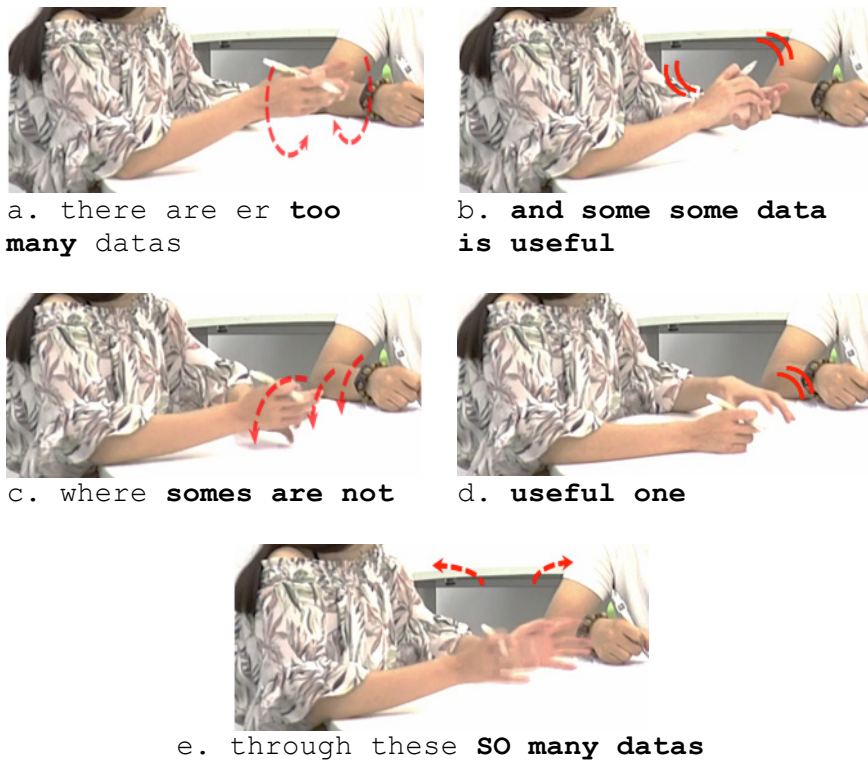 a. there are er too
many datas
b. and some some data
is useful
c. where somes are not
d. useful one
e. through these SO many datas